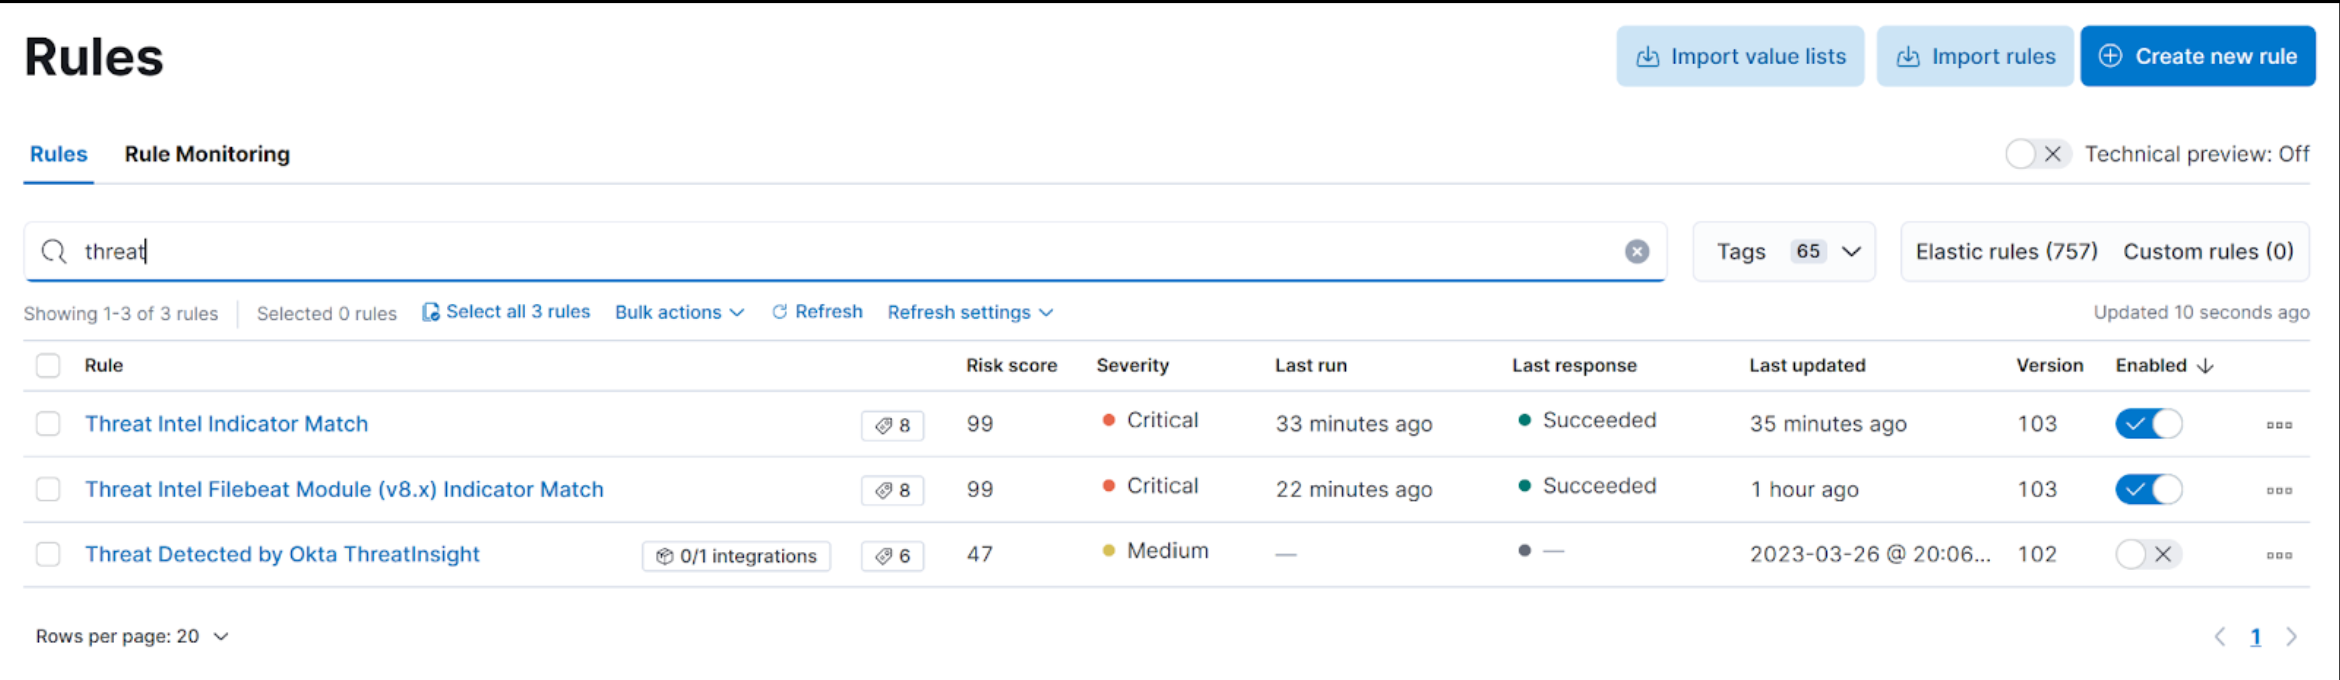 Rules
Import value lists
Import rules
Create new rule
Rules Rule Monitoring
Technical preview: Off
threat
Tags 65
Elastic rules (757) Custom rules (0)
Showing 1-3 of 3 rules Selected 0 rules Select all 3 rules Bulk actions Refresh Refresh settings Updated 10 seconds ago
Rule Risk score Severity Last run Last response Last updated Version Enabled
Threat Intel Indicator Match 8 99 Critical 33 minutes ago Succeeded 35 minutes ago 103
Threat Intel Filebeat Module (v8.x) Indicator Match 8 99 Critical 22 minutes ago Succeeded 1 hour ago 103
Threat Detected by Okta ThreatInsight 0/1 integrations 6 47 Medium — — 2023-03-26 @ 20:06... 102
Rows per page: 20
1